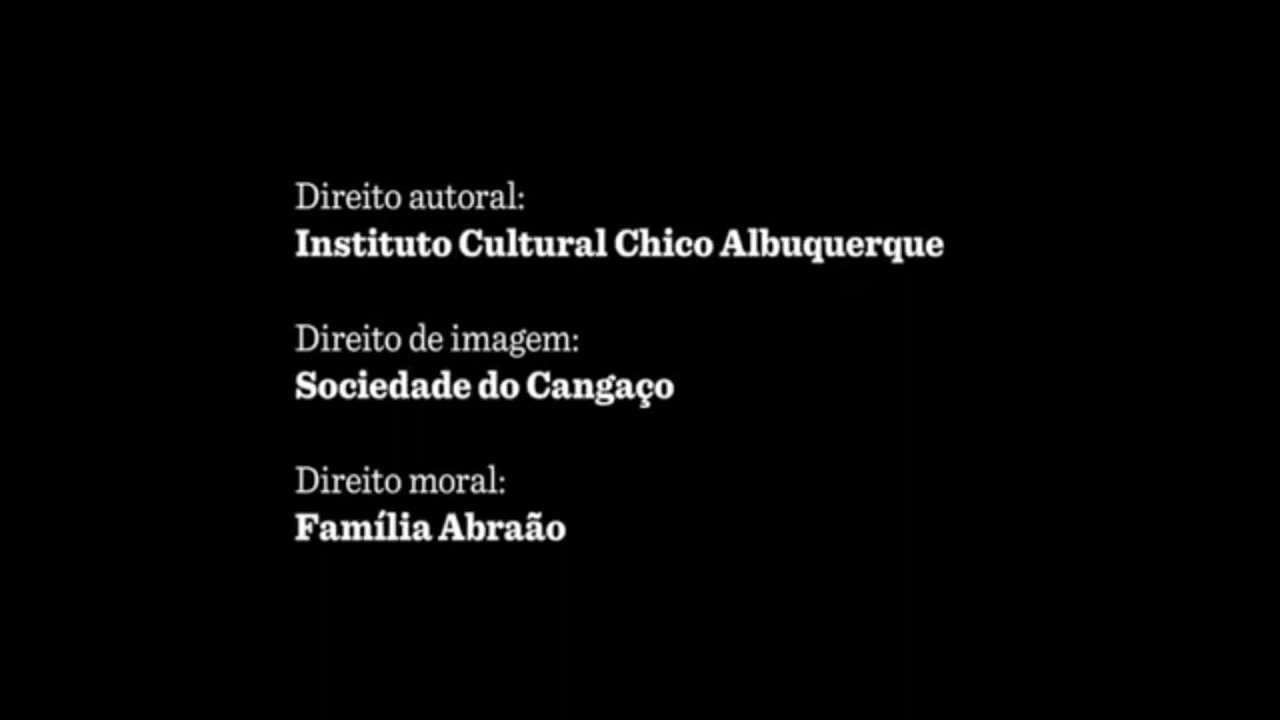 Direito autoral:
Instituto Cultural Chico Albuquerque
Direito de imagem:
Sociedade do Cangaço
Direito moral:
Família Abraão